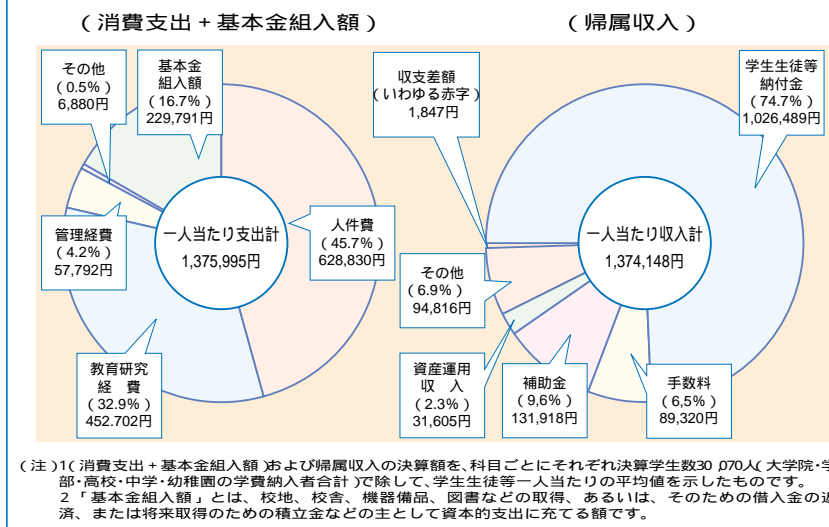 (消費支出+基本金組入額)
(帰属収入)
その他
(0.5%)
6,880円
基本金
組入額
(16.7%)
229,791円
人件費
(45.7%)
628,830円
管理経費
(4.2%)
57,792円
教育研究
経 費
(32.9%)
452.702円
一人当たり支出計
1,375,995円
収支差額
(いわゆる赤字)
1,847円
学生生徒等
納付金
(74.7%)
1,026,489円
一人当たり収入計
1,374,148円
その他
(6.9%)
94,816円
資産運用
収 入
(2.3%)
31,605円
補助金
(9,6%)
131,918円
手数料
(6,5%)
89,320円
(注)1(消費支出+基本金組入額)および帰属収入の決算額を、科目ごとにそれぞれ決算学生数30,070人(大学院・学
部・高校・中学・幼稚園の学費納入者合計)で除して、学生生徒等一人当たりの平均値を示したものです。
2「基本金組入額」とは、校地、校舎、機器備品、図書などの取得、あるいは、そのための借入金の返
済、または将来取得のための積立金などの主として資本的支出に充てる額です。